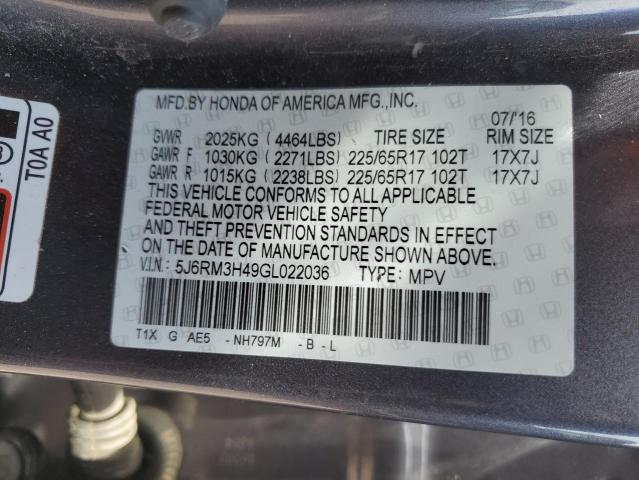 MFD.BY HONDA OF AMERICA MFG.,INC.
07/'16
GVWR 2025KG ( 4464LBS) TIRE SIZE RIM SIZE
GAWR F 1030KG ( 2271LBS) 225/65R17 102T 17X7J
GAWR R 1015KG ( 2238LBS) 225/65R17 102T 17X7J
THIS VEHICLE CONFORMS TO ALL APPLICABLE
FEDERAL MOTOR VEHICLE SAFETY
AND THEFT PREVENTION STANDARDS IN EFFECT
ON THE DATE OF MANUFACTURE SHOWN ABOVE.
V.I.N.: 5J6RM3H49GL022036 TYPE: MPV
T1X G AE5 - NH797M - B - L
T0A A0